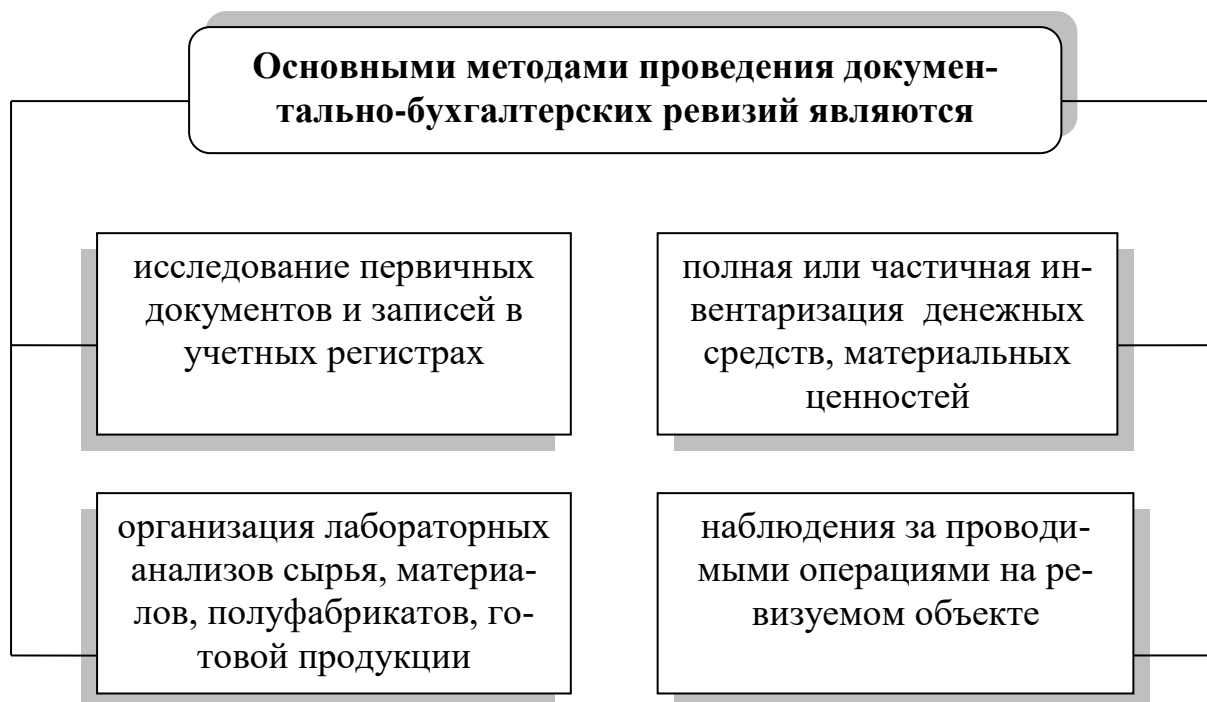 Основными методами проведения докумен-
тально-бухгалтерских ревизий являются
исследование первичных
документов и записей в
учетных регистрах
полная или частичная ин-
вентаризация денежных
средств, материальных
ценностей
организация лабораторных
анализов сырья, материа-
лов, полуфабрикатов, го-
товой продукции
наблюдения за проводи-
мыми операциями на ре-
визуемом объекте